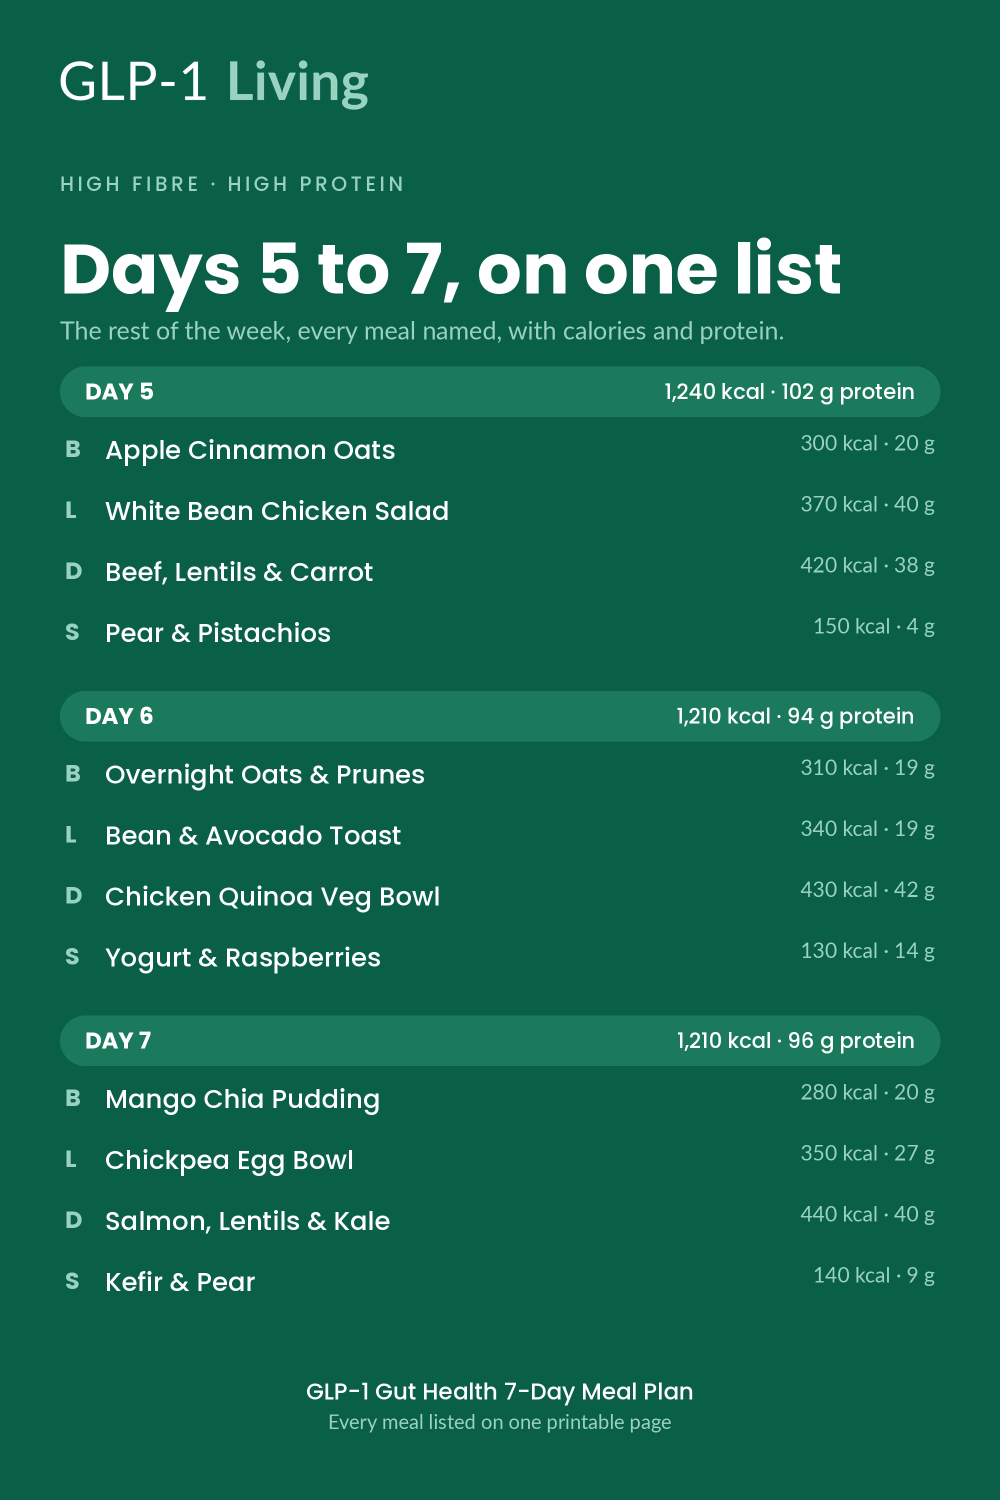 GLP-1 Living
HIGH FIBRE · HIGH PROTEIN
Days 5 to 7, on one list
The rest of the week, every meal named, with calories and protein.
DAY 5 1,240 kcal · 102 g protein
B Apple Cinnamon Oats 300 kcal · 20 g
L White Bean Chicken Salad 370 kcal · 40 g
D Beef, Lentils & Carrot 420 kcal · 38 g
S Pear & Pistachios 150 kcal · 4 g
DAY 6 1,210 kcal · 94 g protein
B Overnight Oats & Prunes 310 kcal · 19 g
L Bean & Avocado Toast 340 kcal · 19 g
D Chicken Quinoa Veg Bowl 430 kcal · 42 g
S Yogurt & Raspberries 130 kcal · 14 g
DAY 7 1,210 kcal · 96 g protein
B Mango Chia Pudding 280 kcal · 20 g
L Chickpea Egg Bowl 350 kcal · 27 g
D Salmon, Lentils & Kale 440 kcal · 40 g
S Kefir & Pear 140 kcal · 9 g
GLP-1 Gut Health 7-Day Meal Plan
Every meal listed on one printable page